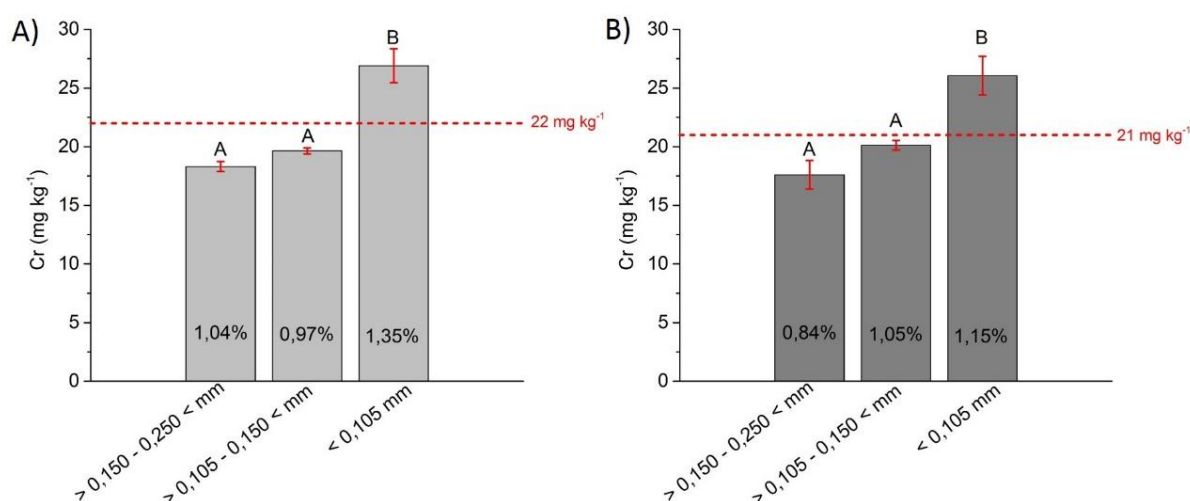 A)
30
25
20
15
10
5
0
Cr (mg kg⁻¹)
A
A
B
22 mg kg⁻¹
1,04%
0,97%
1,35%
> 0,150 - 0,250 < mm
> 0,105 - 0,150 < mm
< 0,105 mm
B)
30
25
20
15
10
5
0
Cr (mg kg⁻¹)
A
A
B
21 mg kg⁻¹
0,84%
1,05%
1,15%
> 0,150 - 0,250 < mm
> 0,105 - 0,150 < mm
< 0,105 mm